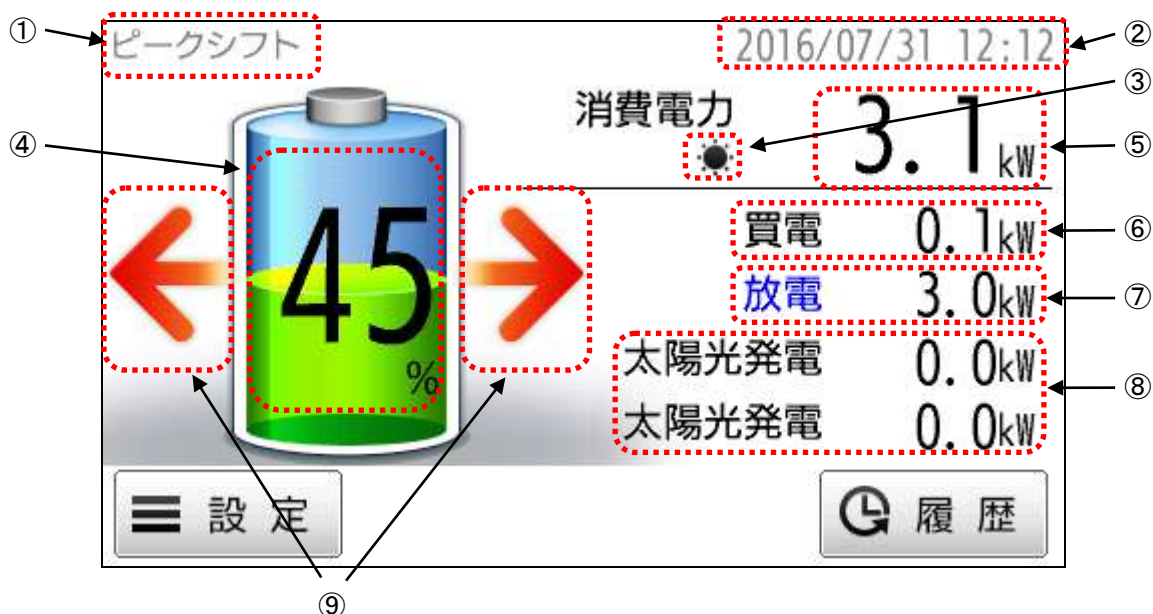 ① ピークシフト 2016/07/31 12:12 ②
③
消費電力 3.1kW ⑤
④
45%
買電 0.1kW ⑥
放電 3.0kW ⑦
太陽光発電 0.0kW ⑧
太陽光発電 0.0kW
設定 履歴
⑨